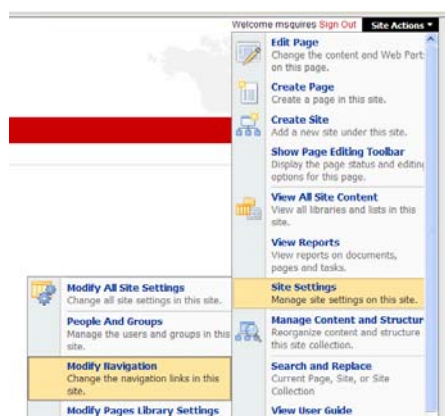 Welcome msquires Sign Out Site Actions
Edit Page
Change the content and Web Part
on this page.
Create Page
Create a page in this site.
Create Site
Add a new site under this site.
Show Page Editing Toolbar
Display the page status and editing
options for this page.
View All Site Content
View all libraries and lists in this
site.
View Reports
View reports on documents,
pages and tasks.
Site Settings
Manage site settings on this site.
Manage Content and Structur
Reorganize content and structure
this site collection.
Search and Replace
Current Page, Site, or Site
Collection
View User Guide
Modify All Site Settings
Change all site settings in this site.
People And Groups
Manage the users and groups in this
site.
Modify Navigation
Change the navigation links in this
site.
Modify Pages Library Settings